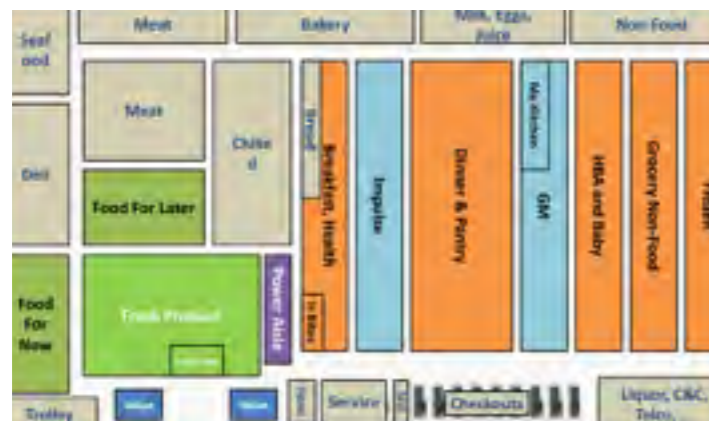 Meat
Bakery
Milk, Eggs,
Juice
Non-Food
Seaf
ood
Meat
Chille
d
Bread
Breakfast, Health
Impulse
Dinner & Pantry
GM
HBA and Baby
Grocery Non-Food
Frozen
Deli
Food For Later
Fresh Produce
Power Aisle
Food
For
Now
Trolley
Service
Checkouts
Liquor, C&C,